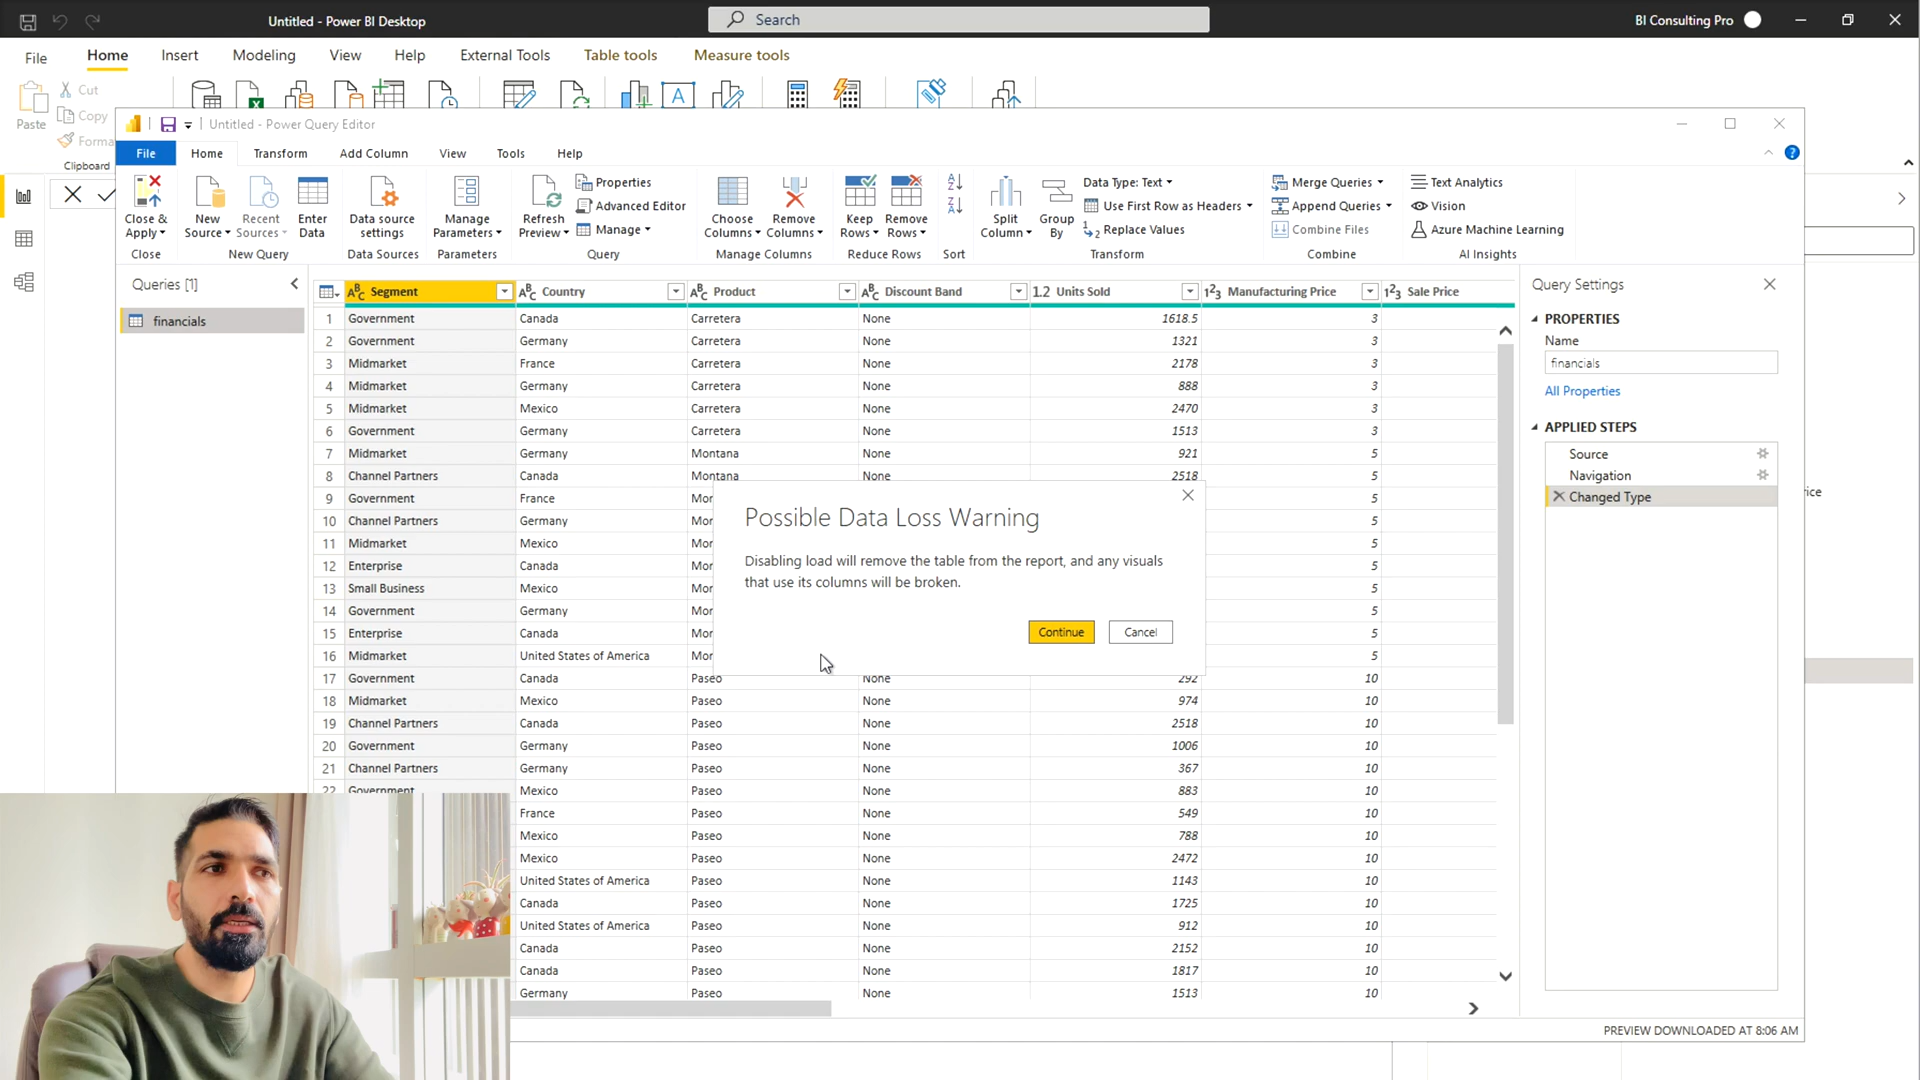 Untitled - Power BI Desktop
Search
BI Consulting Pro
File Home Insert Modeling View Help External Tools Table tools Measure tools
Paste
Cut
Copy
Clipboard
Untitled - Power Query Editor
File Home Transform Add Column View Tools Help
Close & Apply
New Source
Recent Sources
Enter Data
Data source settings
Manage Parameters
Refresh Preview
Properties
Advanced Editor
Manage
Choose Columns
Remove Columns
Keep Rows
Remove Rows
Split Column
Group By
Data Type: Text
Use First Row as Headers
Replace Values
Merge Queries
Append Queries
Combine Files
Text Analytics
Vision
Azure Machine Learning
Close New Query Data Sources Parameters Query Manage Columns Reduce Rows Sort Transform Combine AI Insights
Queries [1]
financials
Segment Country Product Discount Band 1.2 Units Sold Manufacturing Price Sale Price
1 Government Canada Carretera None 1618.5 3
2 Government Germany Carretera None 1321 3
3 Midmarket France Carretera None 2178 3
4 Midmarket Germany Carretera None 888 3
5 Midmarket Mexico Carretera None 2470 3
6 Government Germany Carretera None 1513 3
7 Midmarket Germany Montana None 921 5
8 Channel Partners Canada Montana None 2518 5
9 Government France 5
10 Channel Partners Germany 5
11 Midmarket Mexico 5
12 Enterprise Canada 5
13 Small Business Mexico 5
14 Government Germany 5
15 Enterprise Canada 5
16 Midmarket United States of America 5
17 Government Canada Paseo None 292 10
18 Midmarket Mexico Paseo None 974 10
19 Channel Partners Canada Paseo None 2518 10
20 Government Germany Paseo None 1006 10
21 Channel Partners Germany Paseo None 367 10
22 Government Mexico Paseo None 883 10
France Paseo None 549 10
Mexico Paseo None 788 10
Mexico Paseo None 2472 10
United States of America Paseo None 1143 10
Canada Paseo None 1725 10
United States of America Paseo None 912 10
Canada Paseo None 2152 10
Canada Paseo None 1817 10
Germany Paseo None 1513 10
Possible Data Loss Warning
Disabling load will remove the table from the report, and any visuals
that use its columns will be broken.
Continue Cancel
Query Settings
PROPERTIES
Name
financials
All Properties
APPLIED STEPS
Source
Navigation
Changed Type
PREVIEW DOWNLOADED AT 8:06 AM